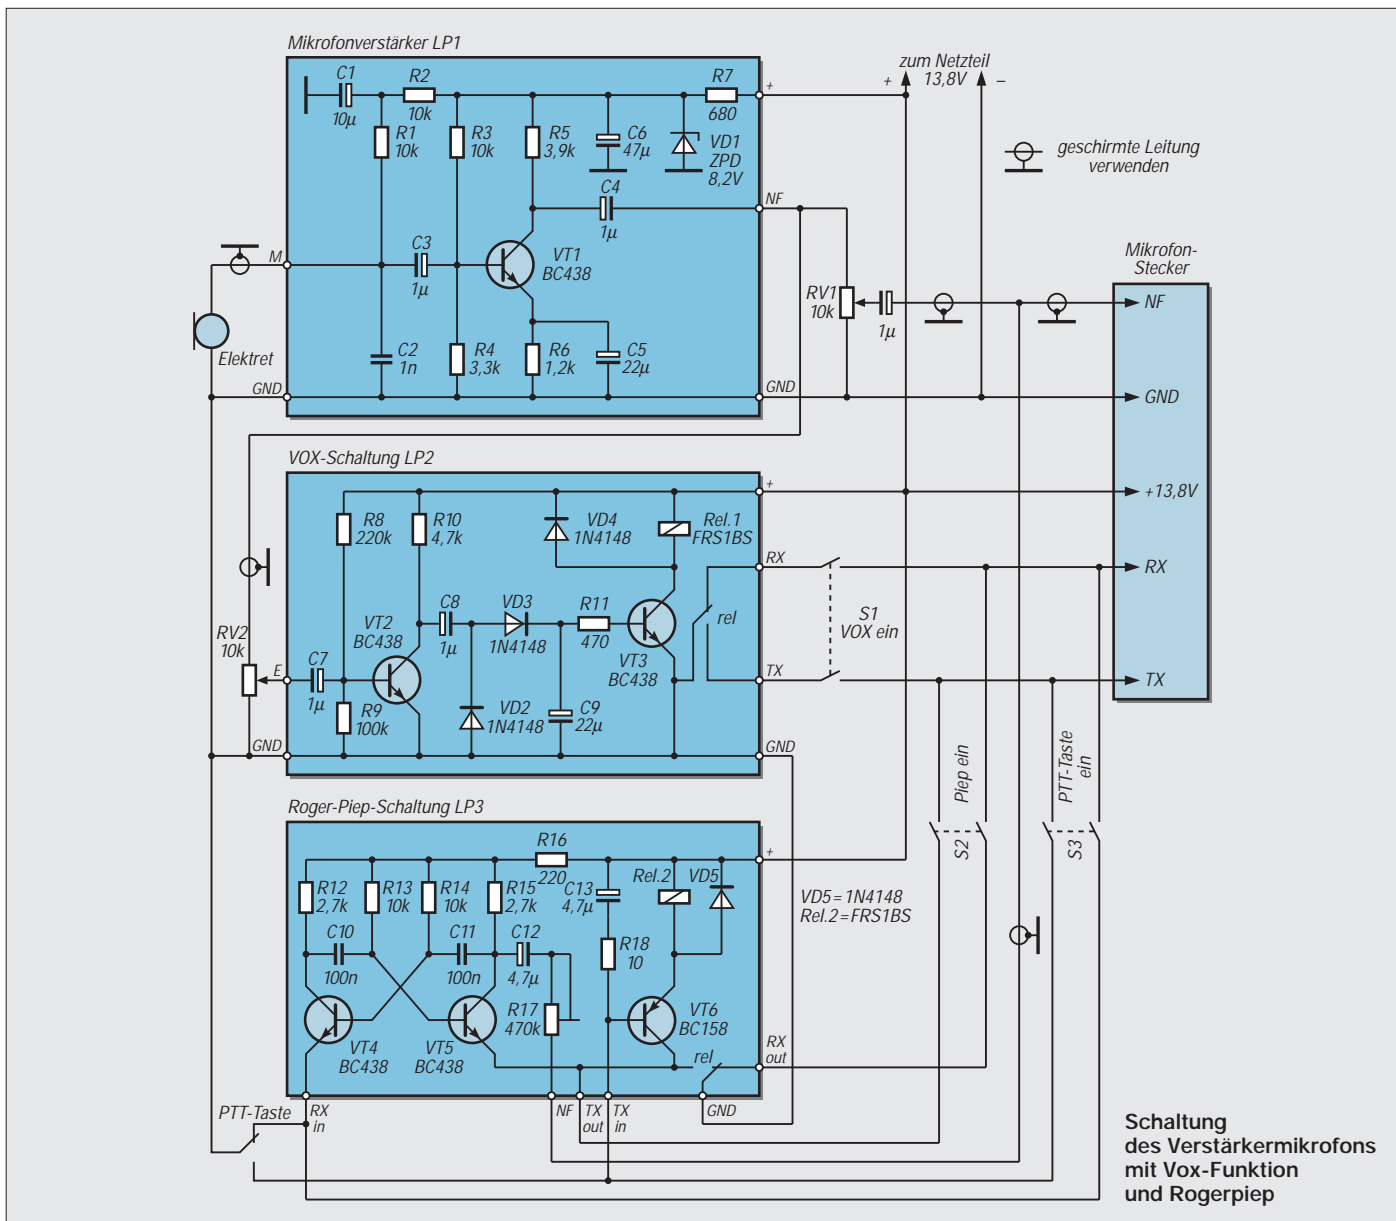 Mikrofonverstärker LP1
zum Netzteil
+ 13,8V –
C1
10µ
R2
10k
R7
680
+
R1
10k
R3
10k
R5
3,9k
C6
47µ
VD1
ZPD
8,2V
geschirmte Leitung
verwenden
C4
1µ
NF
M
C3
1µ
VT1
BC438
Mikrofon-
Stecker
RV1
10k
1µ
NF
Elektret
C2
1n
R4
3,3k
R6
1,2k
C5
22µ
GND
GND
GND
VOX-Schaltung LP2
+
+13,8V
R8
220k
R10
4,7k
VD4
1N4148
Rel.1
FRS1BS
RX
RX
C8
1µ
VD3
1N4148
R11
470
rel
S1
VOX ein
RV2
10k
VT2
BC438
E
C7
1µ
VT3
BC438
TX
TX
R9
100k
VD2
1N4148
C9
22µ
GND
GND
Piep ein
PTT-Taste
ein
S2
S3
Roger-Piep-Schaltung LP3
R16
220
+
R12
2,7k
R13
10k
R14
10k
R15
2,7k
C13
4,7µ
Rel.2
VD5
VD5=1N4148
Rel.2=FRS1BS
C10
100n
C11
100n
C12
4,7µ
R18
10
R17
470k
VT4
BC438
VT5
BC438
VT6
BC158
rel
RX
out
PTT-Taste
RX
in
NF
TX
out
TX
in
GND
Schaltung
des Verstärkermikrofons
mit Vox-Funktion
und Rogerpiep